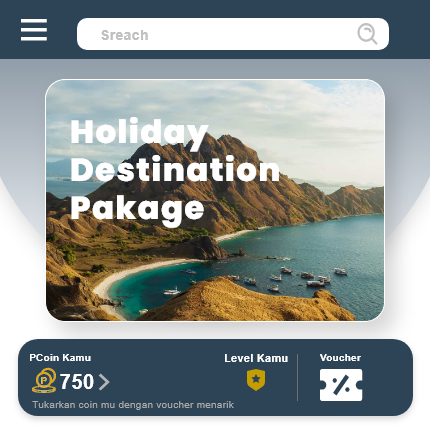 Sreach
Holiday
Destination
Pakage
PCoin Kamu
P 750
Level Kamu
Voucher
Tukarkan coin mu dengan voucher menarik